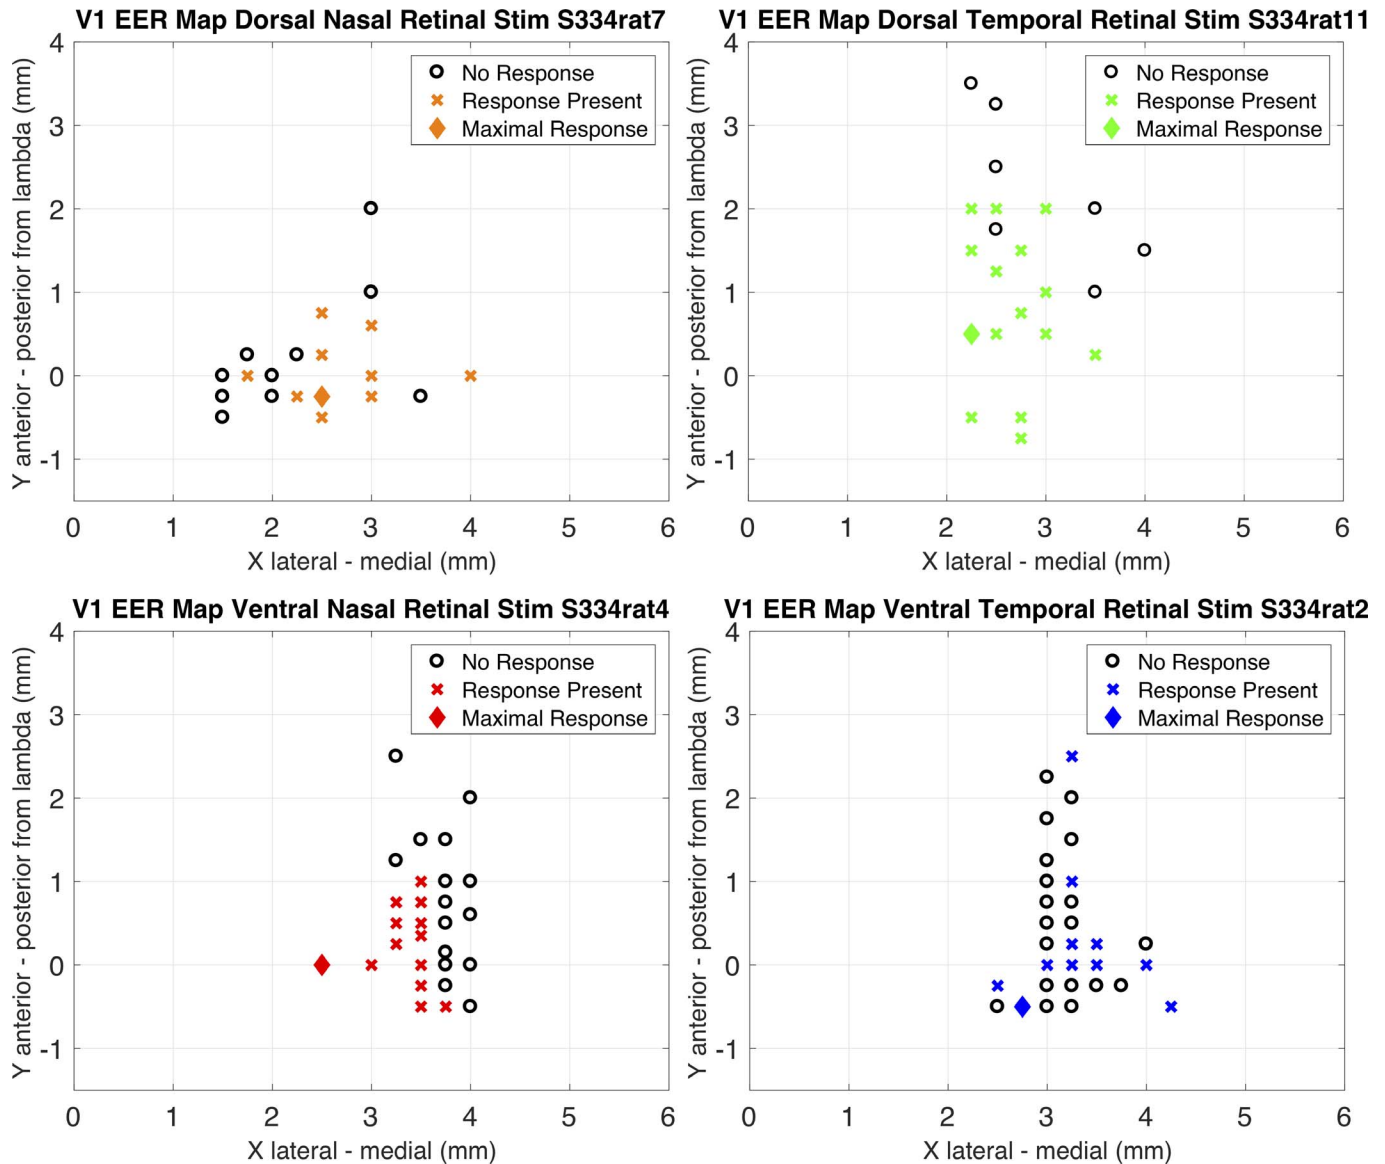 V1 EER Map Dorsal Nasal Retinal Stim S334rat7
Y anterior - posterior from lambda (mm)
4
3
2
1
0
-1
No Response
Response Present
Maximal Response
0 1 2 3 4 5 6
X lateral - medial (mm)
V1 EER Map Dorsal Temporal Retinal Stim S334rat11
Y anterior - posterior from lambda (mm)
4
3
2
1
0
-1
No Response
Response Present
Maximal Response
0 1 2 3 4 5 6
X lateral - medial (mm)
V1 EER Map Ventral Nasal Retinal Stim S334rat4
Y anterior - posterior from lambda (mm)
4
3
2
1
0
-1
No Response
Response Present
Maximal Response
0 1 2 3 4 5 6
X lateral - medial (mm)
V1 EER Map Ventral Temporal Retinal Stim S334rat2
Y anterior - posterior from lambda (mm)
4
3
2
1
0
-1
No Response
Response Present
Maximal Response
0 1 2 3 4 5 6
X lateral - medial (mm)